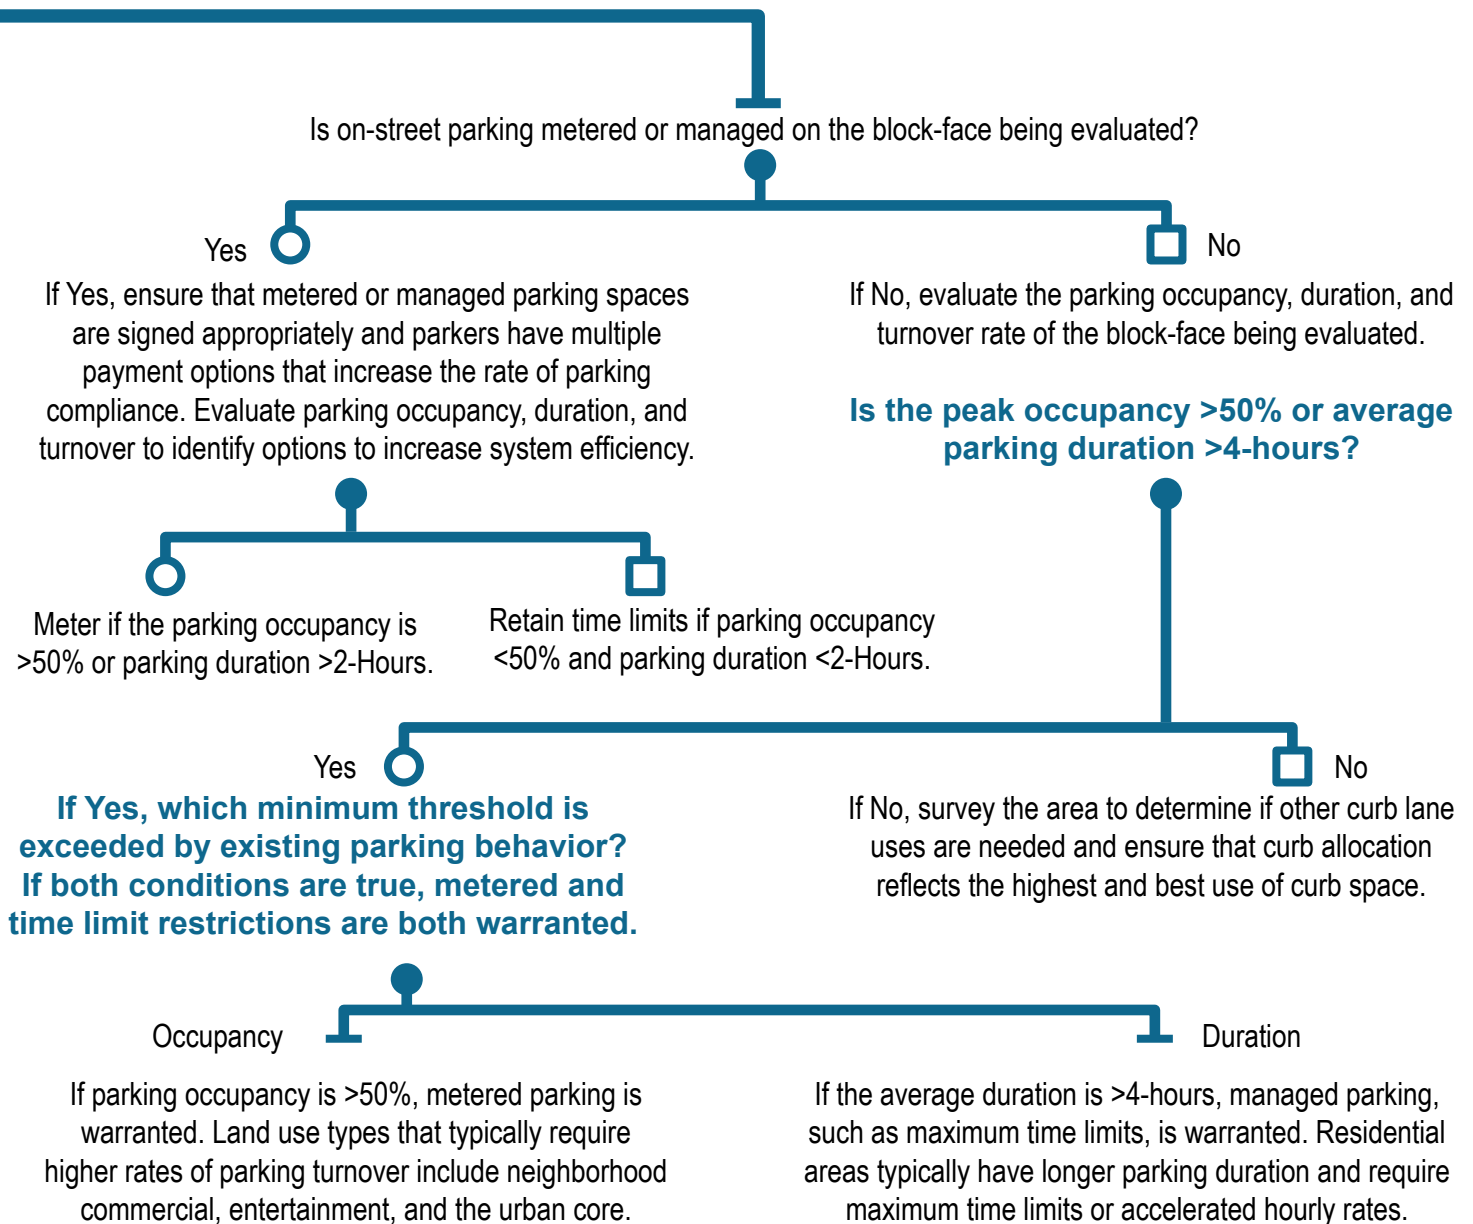 Is on-street parking metered or managed on the block-face being evaluated?
Yes
If Yes, ensure that metered or managed parking spaces
are signed appropriately and parkers have multiple
payment options that increase the rate of parking
compliance. Evaluate parking occupancy, duration, and
turnover to identify options to increase system efficiency.
No
If No, evaluate the parking occupancy, duration, and
turnover rate of the block-face being evaluated.
Is the peak occupancy >50% or average
parking duration >4-hours?
Meter if the parking occupancy is
>50% or parking duration >2-Hours.
Retain time limits if parking occupancy
<50% and parking duration <2-Hours.
Yes
If Yes, which minimum threshold is
exceeded by existing parking behavior?
If both conditions are true, metered and
time limit restrictions are both warranted.
No
If No, survey the area to determine if other curb lane
uses are needed and ensure that curb allocation
reflects the highest and best use of curb space.
Occupancy
If parking occupancy is >50%, metered parking is
warranted. Land use types that typically require
higher rates of parking turnover include neighborhood
commercial, entertainment, and the urban core.
Duration
If the average duration is >4-hours, managed parking,
such as maximum time limits, is warranted. Residential
areas typically have longer parking duration and require
maximum time limits or accelerated hourly rates.